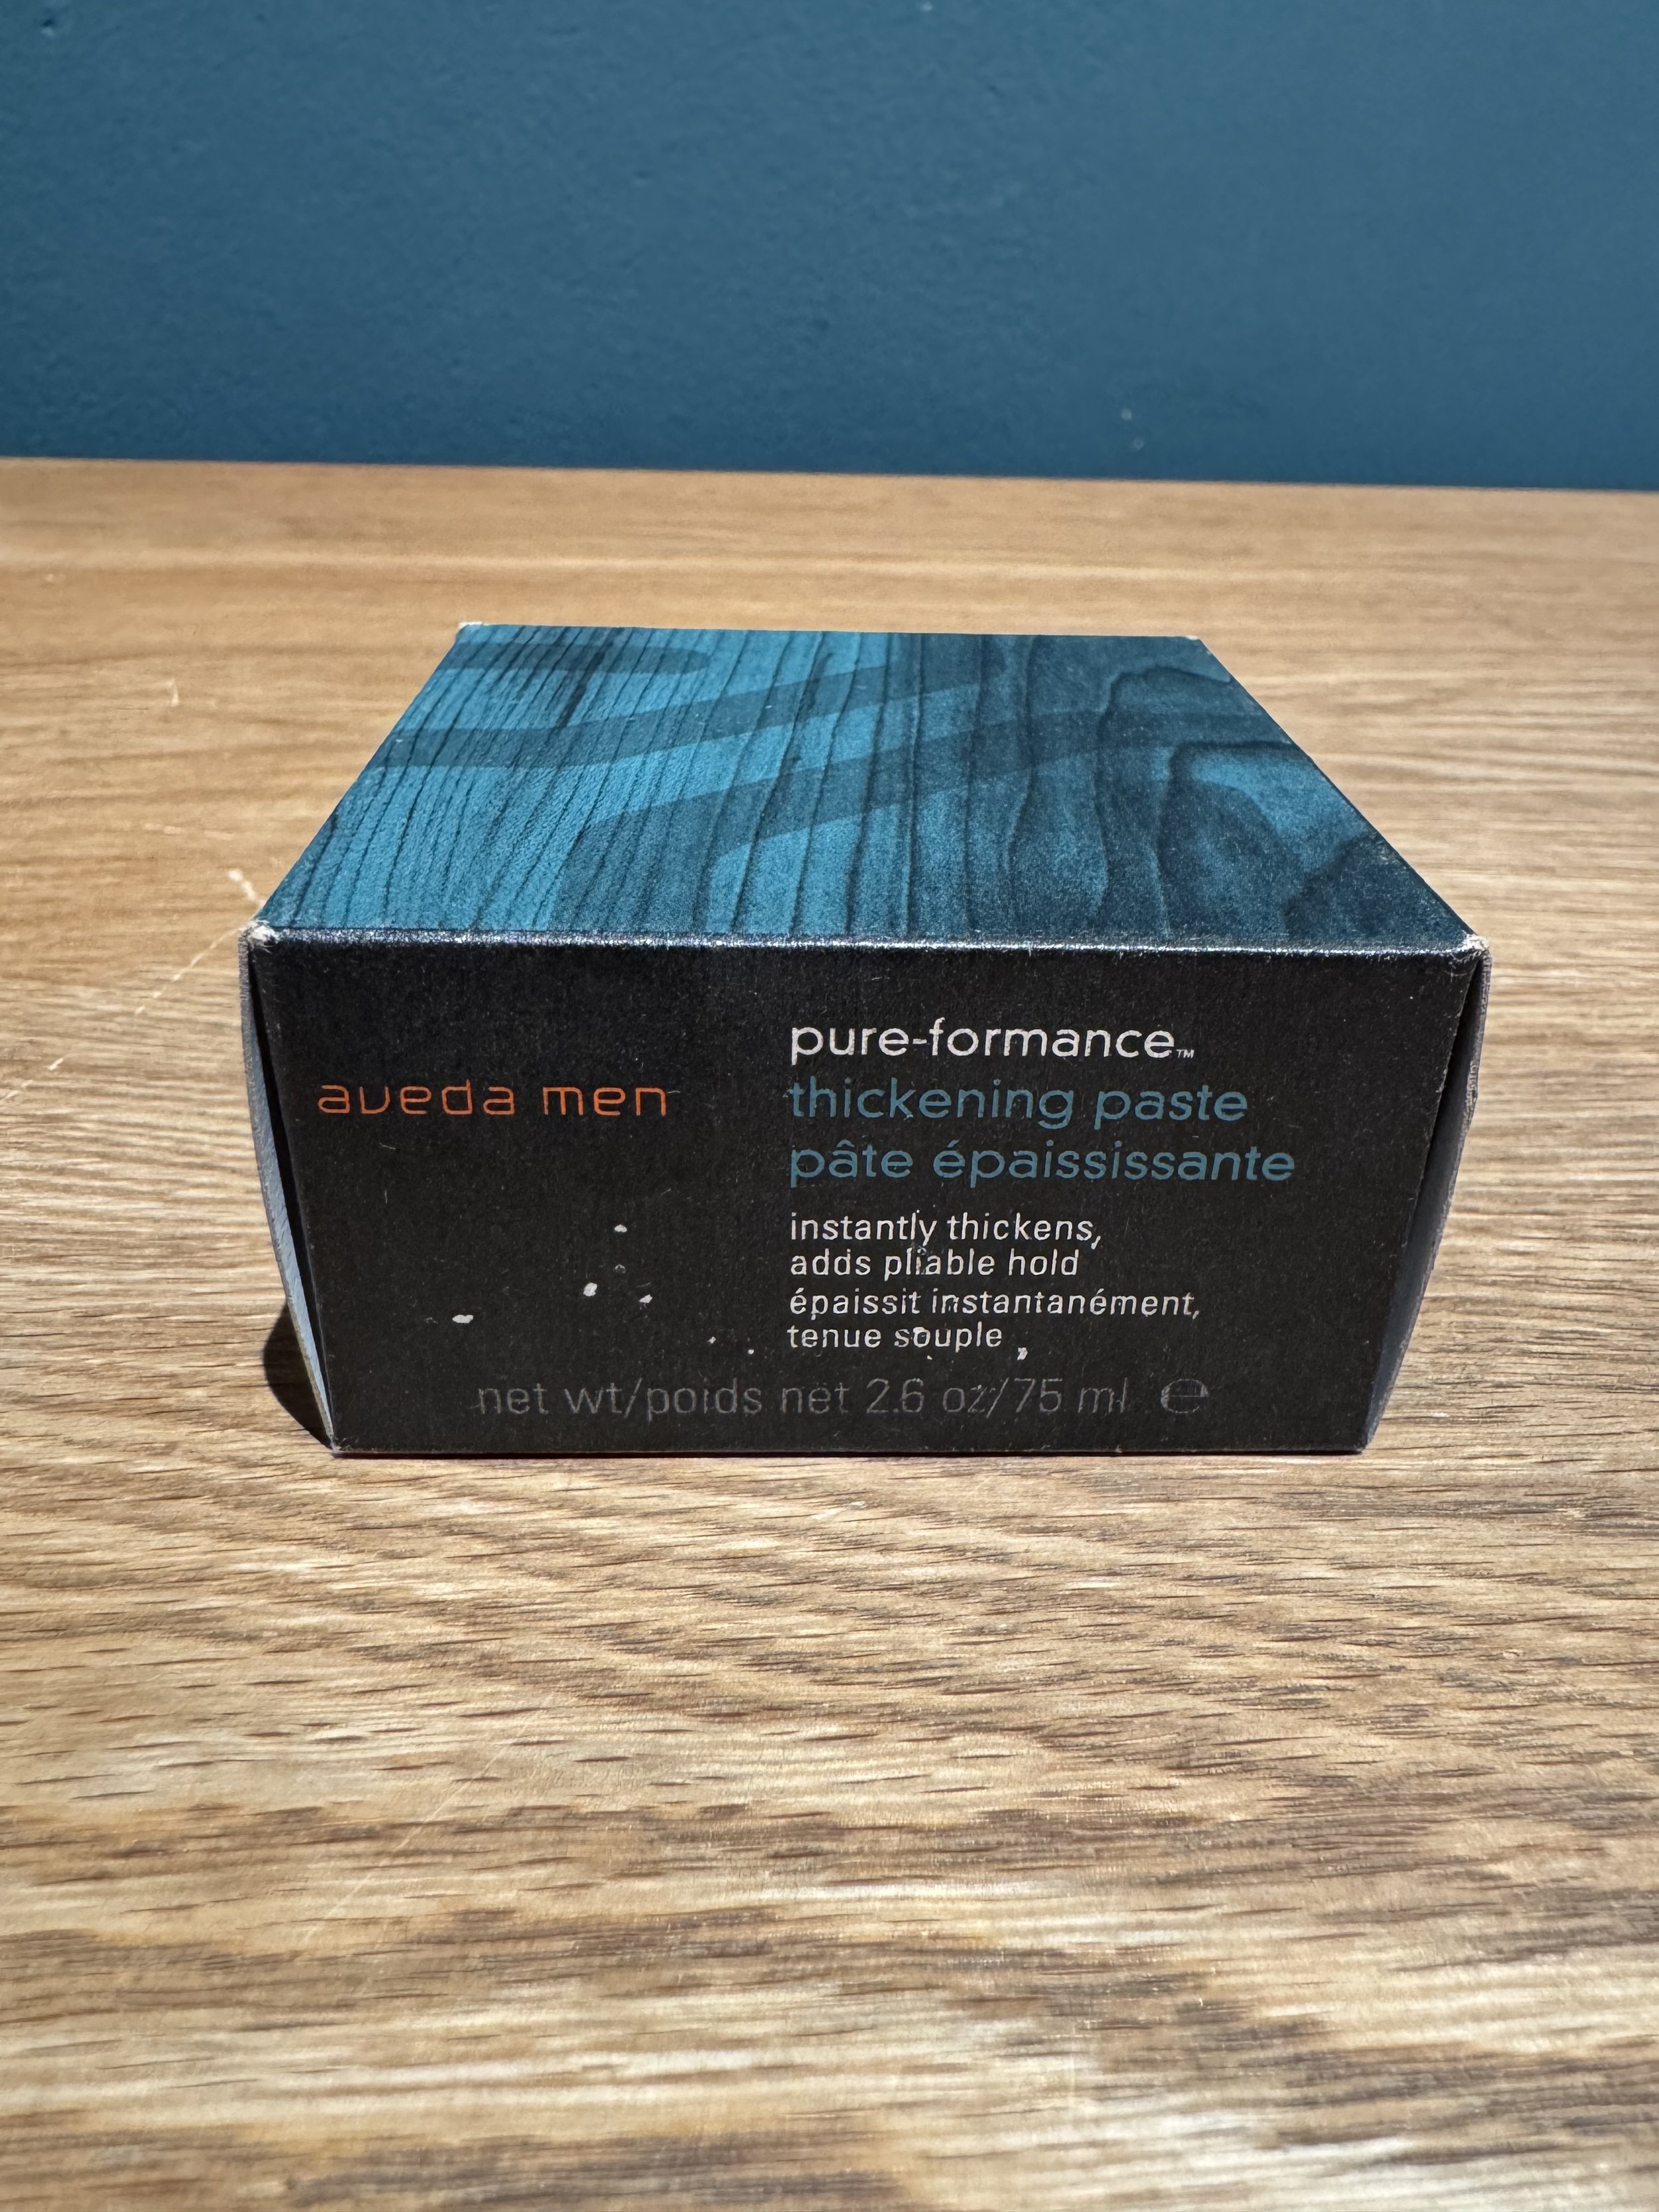 aveda men
pure-formance™
thickening paste
pâte épaississante
instantly thickens,
adds pliable hold
épaissit instantanément,
tenue souple
net wt/poids net 2.6 oz/75 ml ℮